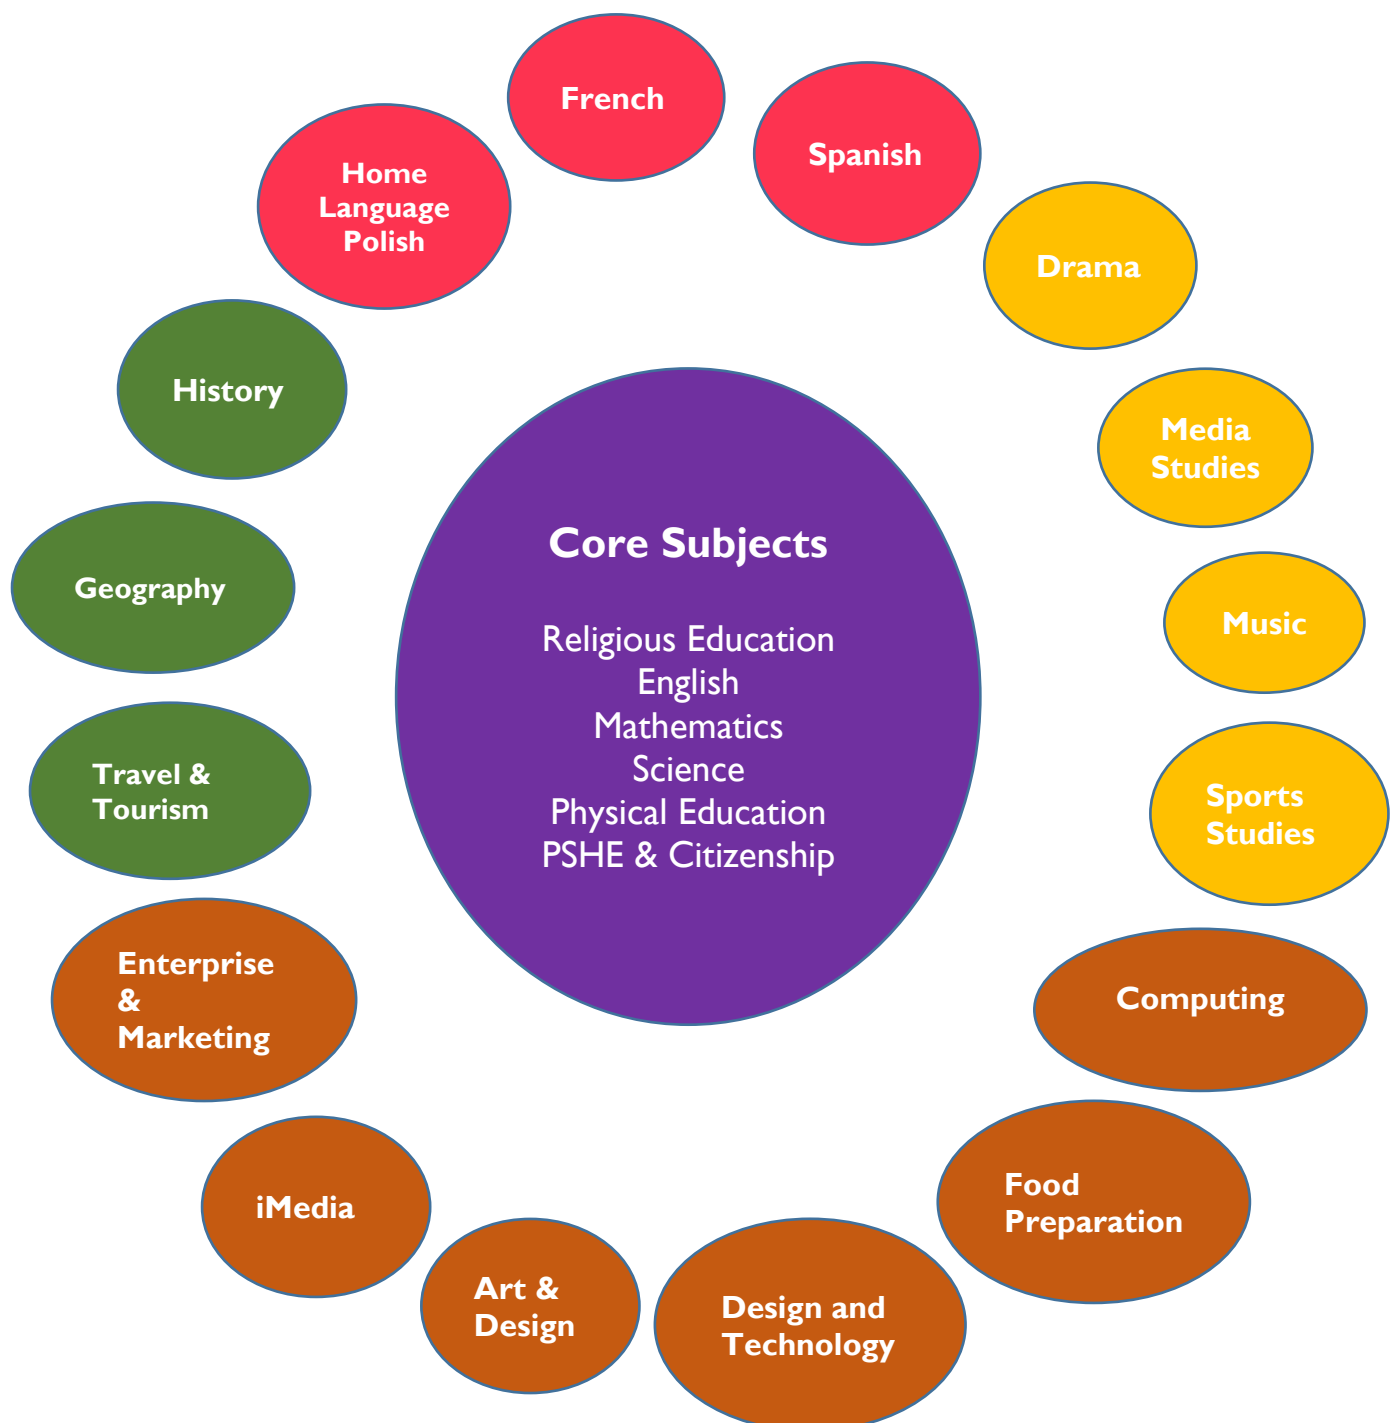 French
Spanish
Home
Language
Polish
Drama
History
Media
Studies
Core Subjects
Geography
Religious Education
English
Mathematics
Science
Physical Education
PSHE & Citizenship
Music
Travel &
Tourism
Sports
Studies
Enterprise
&
Marketing
Computing
iMedia
Food
Preparation
Art &
Design
Design and
Technology